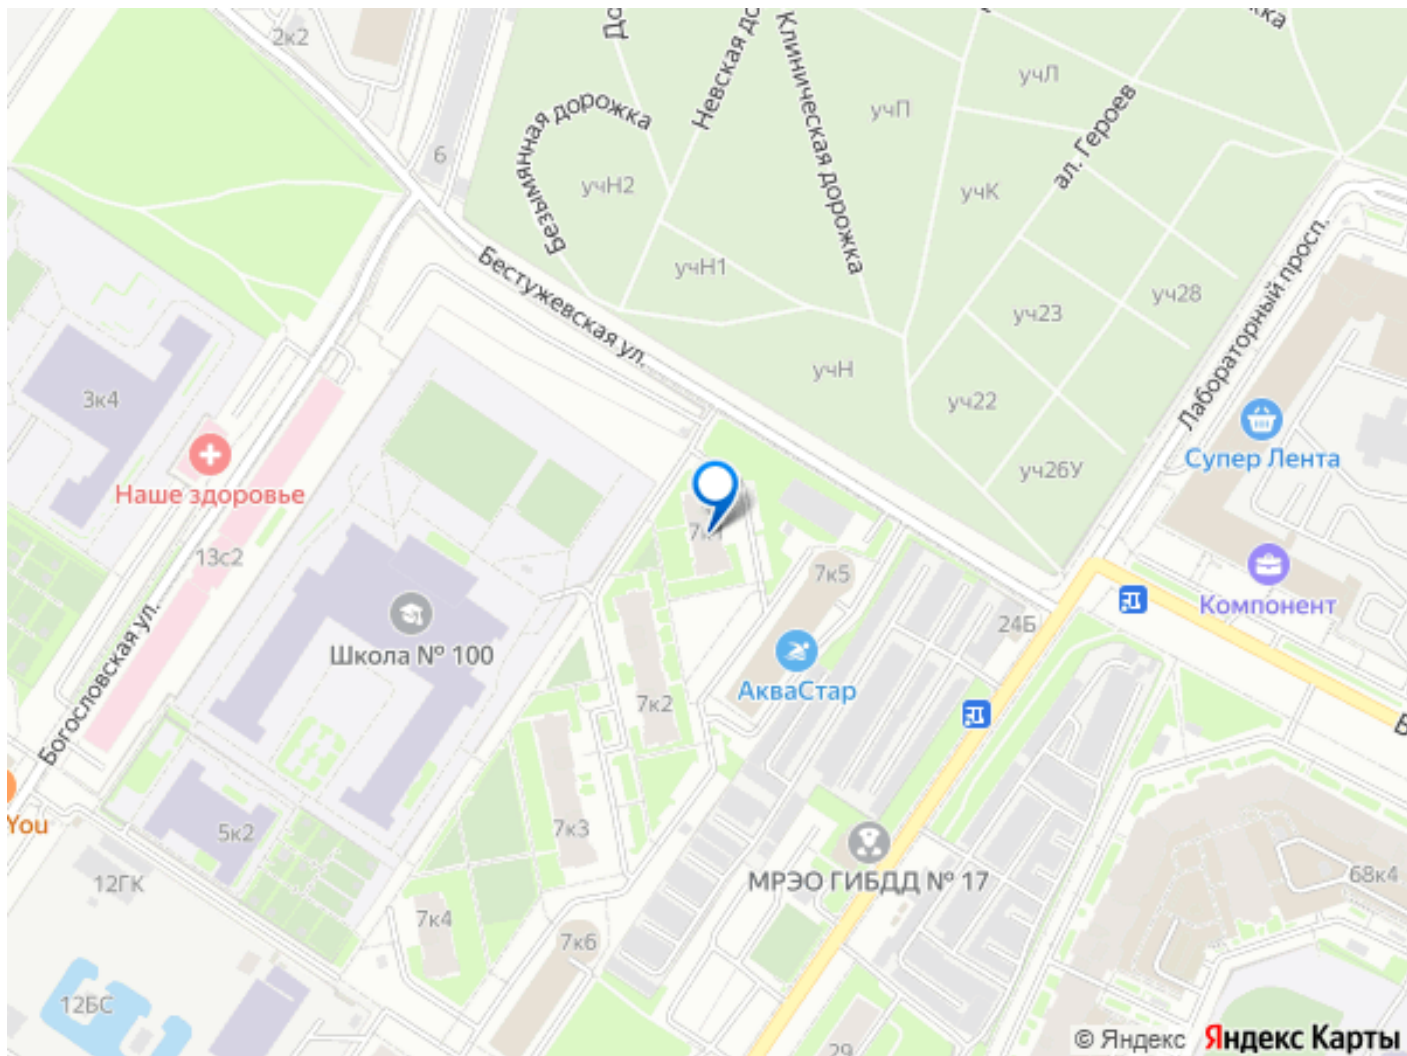 2к2
Невская до
Клиническая дорожка
учЛ
учП
ал. Героев
Безымянная дорожка
6
учН2
учК
Бестужевская ул.
учН1
уч28
уч23
Лабораторный просп.
учН
3к4
уч22
Супер Лента
уч26У
Наше здоровье
13с2
7к5
Компонент
24Б
Школа № 100
АкваСтар
7к2
Богословская ул.
You
5к2
7к3
МРЭО ГИБДД № 17
12ГК
68к4
7к4
7к6
12БС
29
© Яндекс Яндекс Карты